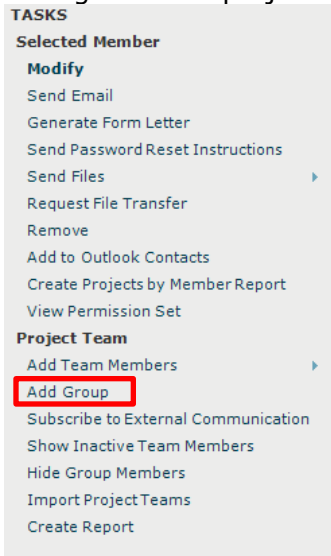 TASKS
Selected Member
Modify
Send Email
Generate Form Letter
Send Password Reset Instructions
Send Files
Request File Transfer
Remove
Add to Outlook Contacts
Create Projects by Member Report
View Permission Set
Project Team
Add Team Members
Add Group
Subscribe to External Communication
Show Inactive Team Members
Hide Group Members
Import Project Teams
Create Report